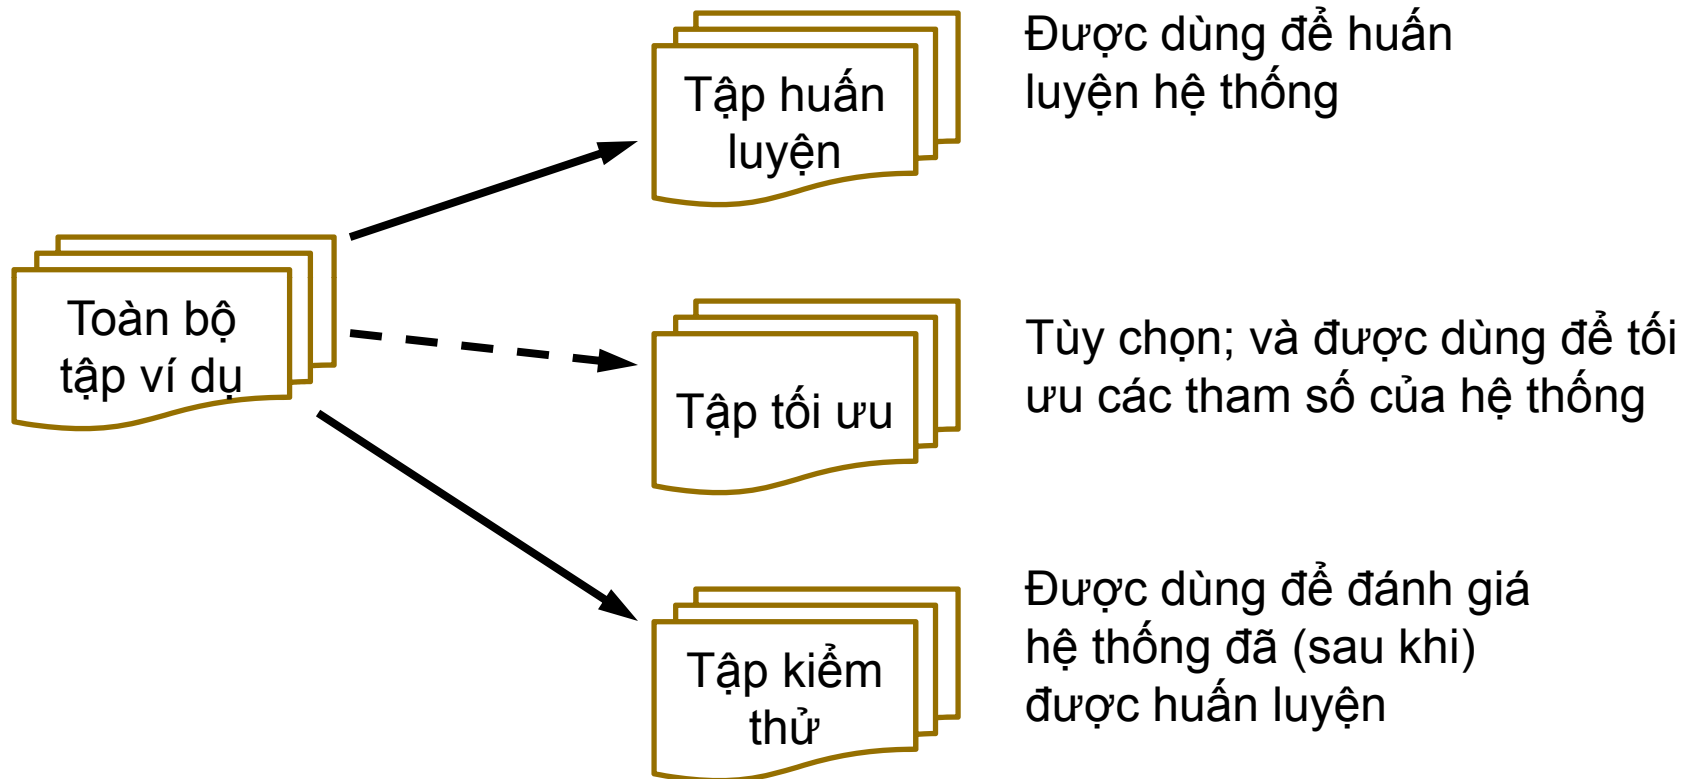 Toàn bộ
tập ví dụ
Tập huấn
luyện
Được dùng để huấn
luyện hệ thống
Tập tối ưu
Tùy chọn; và được dùng để tối
ưu các tham số của hệ thống
Tập kiểm
thử
Được dùng để đánh giá
hệ thống đã (sau khi)
được huấn luyện